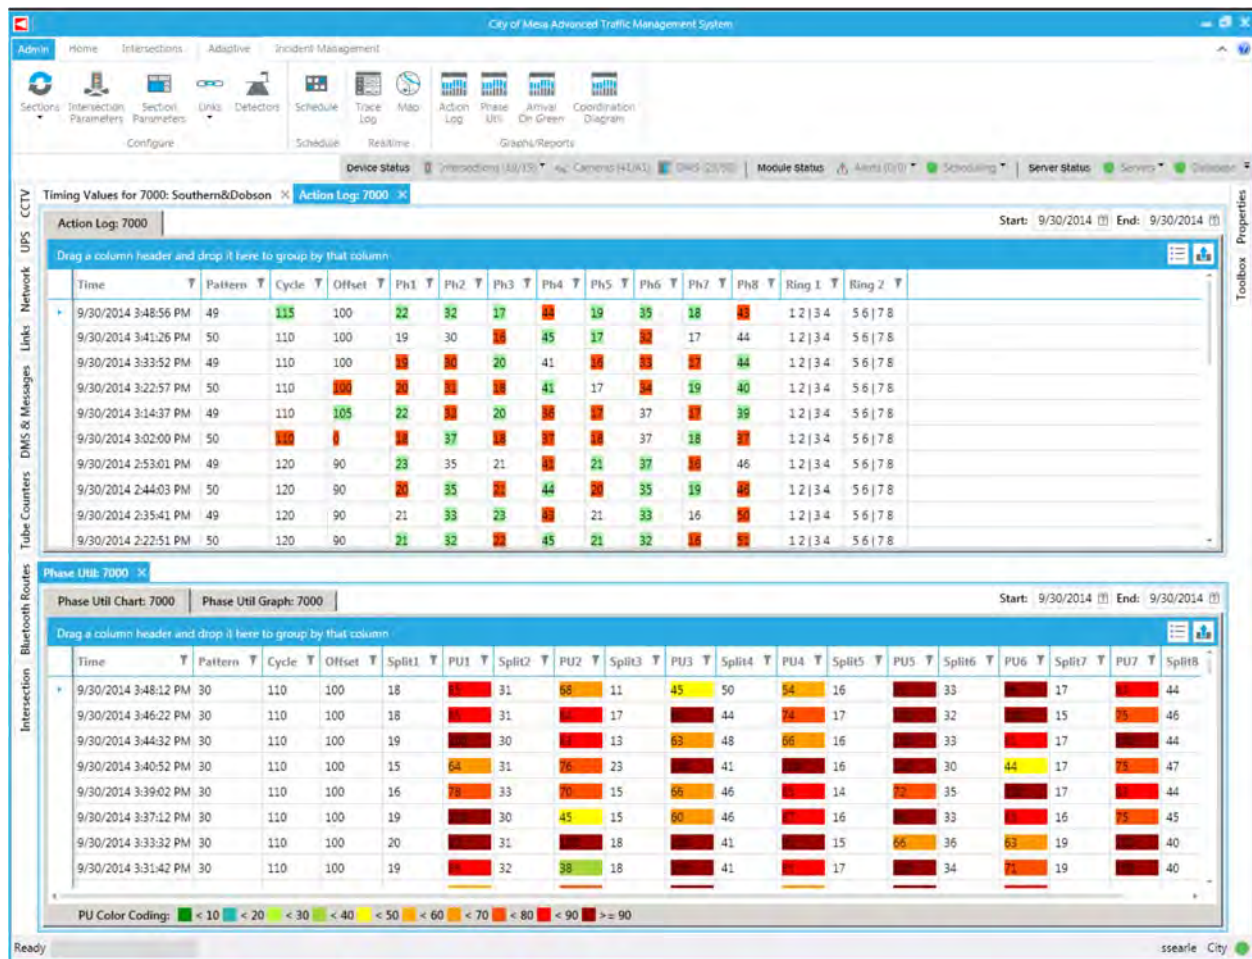 City of Mesa Advanced Traffic Management System
Admin Home Intersections Adaptive Incident Management
Sections Intersection Parameters Section Parameters Links Detectors Schedule Trace Log Map Action Log Phase Util Arrival On Green Coordination Diagram
Configure Schedule Realtime Graphs/Reports
Device Status Intersections Cameras (41/41) DMS Module Status Alerts (0/0) Scheduling Server Status Servers Database
Timing Values for 7000: Southern&Dobson × Action Log: 7000 ×
Action Log: 7000 Start: 9/30/2014 End: 9/30/2014
Drag a column header and drop it here to group by that column
Time Pattern Cycle Offset Ph1 Ph2 Ph3 Ph4 Ph5 Ph6 Ph7 Ph8 Ring 1 Ring 2
9/30/2014 3:48:56 PM 49 115 100 22 32 17 44 19 35 18 43 1 2 | 3 4 5 6 | 7 8
9/30/2014 3:41:26 PM 50 110 100 19 30 16 45 17 32 17 44 1 2 | 3 4 5 6 | 7 8
9/30/2014 3:33:52 PM 49 110 100 19 30 20 41 16 33 17 44 1 2 | 3 4 5 6 | 7 8
9/30/2014 3:22:57 PM 50 110 100 20 31 18 41 17 34 19 40 1 2 | 3 4 5 6 | 7 8
9/30/2014 3:14:37 PM 49 110 105 22 32 20 36 17 37 17 39 1 2 | 3 4 5 6 | 7 8
9/30/2014 3:02:00 PM 50 110 0 18 37 18 37 18 37 18 37 1 2 | 3 4 5 6 | 7 8
9/30/2014 2:53:01 PM 49 120 90 23 35 21 41 21 37 16 46 1 2 | 3 4 5 6 | 7 8
9/30/2014 2:44:03 PM 50 120 90 20 35 21 44 20 35 19 46 1 2 | 3 4 5 6 | 7 8
9/30/2014 2:35:41 PM 49 120 90 21 33 23 43 21 33 16 50 1 2 | 3 4 5 6 | 7 8
9/30/2014 2:22:51 PM 50 120 90 21 32 22 45 21 32 16 51 1 2 | 3 4 5 6 | 7 8
Phase Util: 7000 ×
Phase Util Chart: 7000 Phase Util Graph: 7000 Start: 9/30/2014 End: 9/30/2014
Drag a column header and drop it here to group by that column
Time Pattern Cycle Offset Split1 PU1 Split2 PU2 Split3 PU3 Split4 PU4 Split5 PU5 Split6 PU6 Split7 PU7 Split8
9/30/2014 3:48:12 PM 30 110 100 18 31 68 11 45 50 54 16 33 17 44
9/30/2014 3:46:22 PM 30 110 100 18 31 17 44 74 17 32 15 75 46
9/30/2014 3:44:32 PM 30 110 100 19 30 13 63 48 66 16 33 17 44
9/30/2014 3:40:52 PM 30 110 100 15 64 31 76 23 41 16 30 44 17 75 47
9/30/2014 3:39:02 PM 30 110 100 16 78 33 70 15 66 46 14 72 35 17 44
9/30/2014 3:37:12 PM 30 110 100 19 30 45 15 60 46 16 33 16 75 45
9/30/2014 3:33:32 PM 30 110 100 20 31 18 41 15 66 36 63 19 40
9/30/2014 3:31:42 PM 30 110 100 19 32 38 18 41 17 34 71 19 40
PU Color Coding: < 10 < 20 < 30 < 40 < 50 < 60 < 70 < 80 < 90 >= 90
Ready ssearle City
CCTV
UPS
Network
Links
DMS & Messages
Tube Counters
Bluetooth Routes
Intersection
Properties
Toolbox